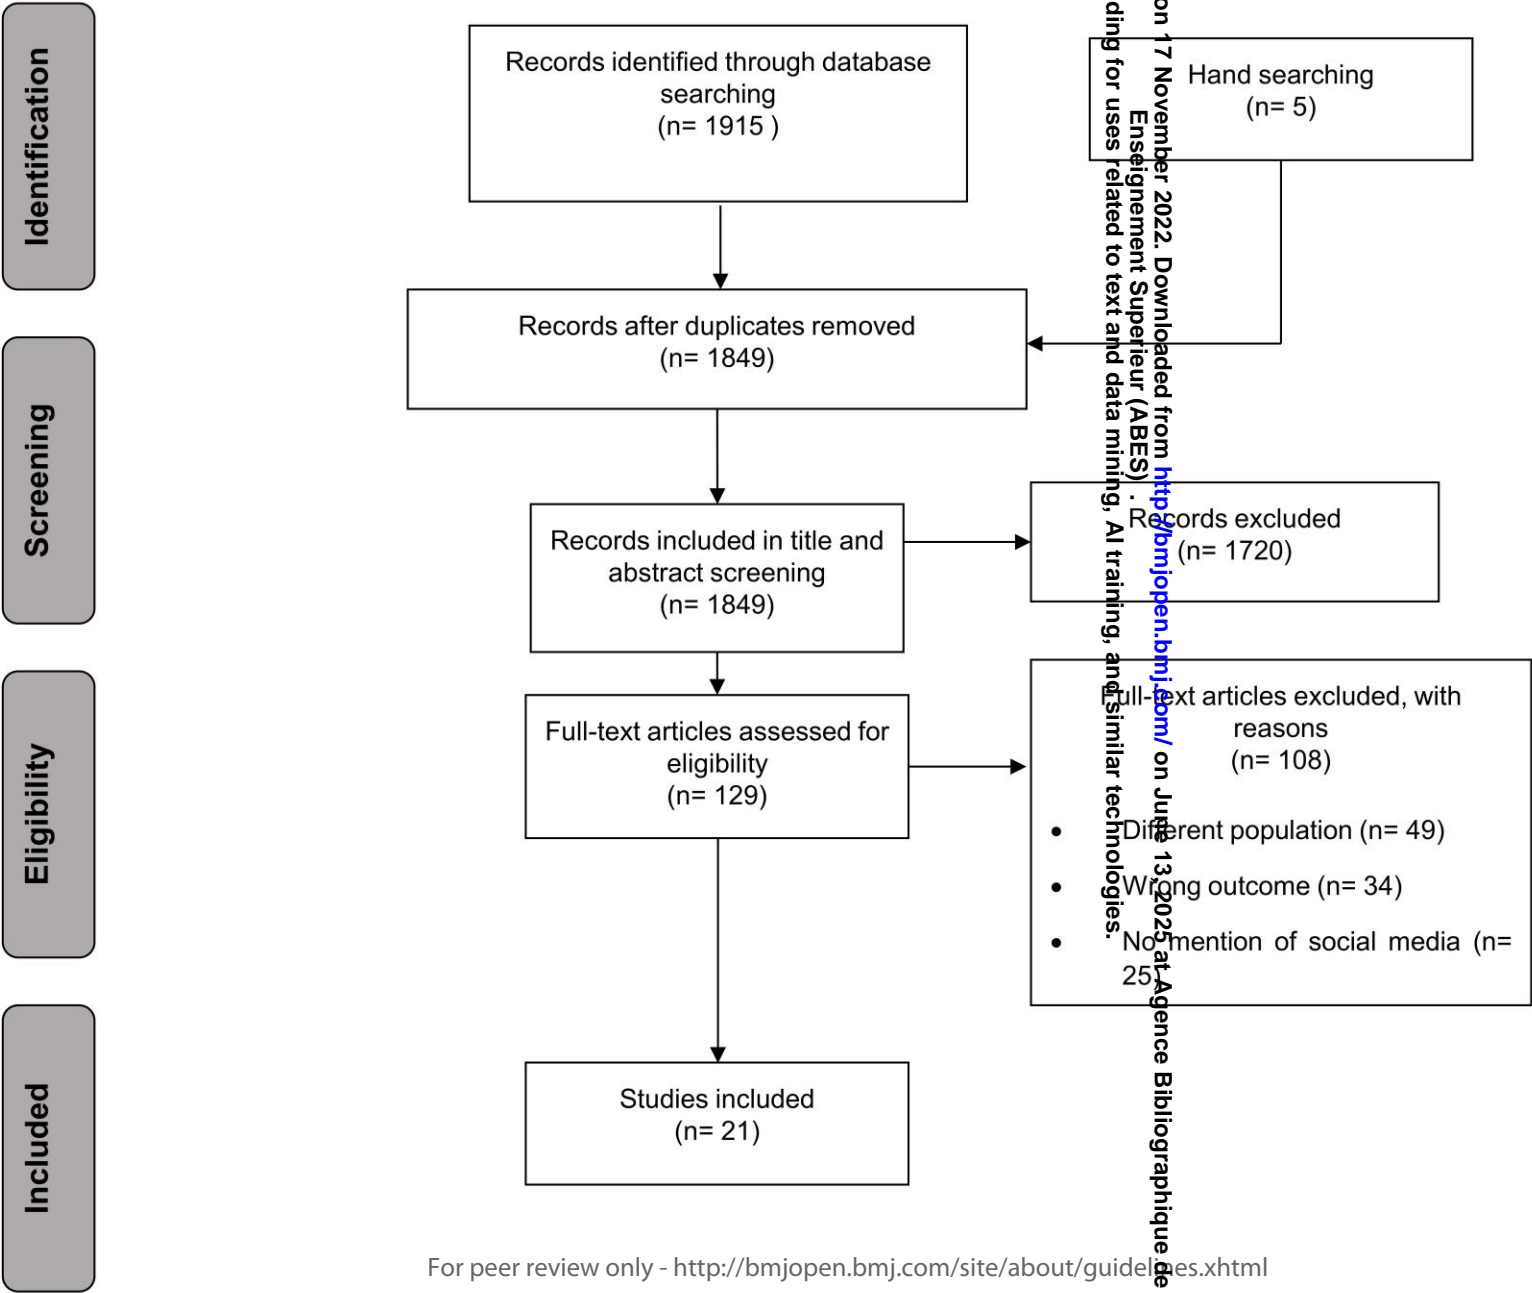 Identification
Records identified through database
searching
(n= 1915 )
Hand searching
(n= 5)
Records after duplicates removed
(n= 1849)
Screening
Records included in title and
abstract screening
(n= 1849)
Records excluded
(n= 1720)
Eligibility
Full-text articles assessed for
eligibility
(n= 129)
Full-text articles excluded, with
reasons
(n= 108)
• Different population (n= 49)
• Wrong outcome (n= 34)
• No mention of social media (n=
25)
Included
Studies included
(n= 21)
on 17 November 2022. Downloaded from http://bmjopen.bmj.com/ on June 13, 2025 at Agence Bibliographique de
Enseignement Superieur (ABES) .
ding for uses related to text and data mining, AI training, and similar technologies.
For peer review only - http://bmjopen.bmj.com/site/about/guidelines.xhtml